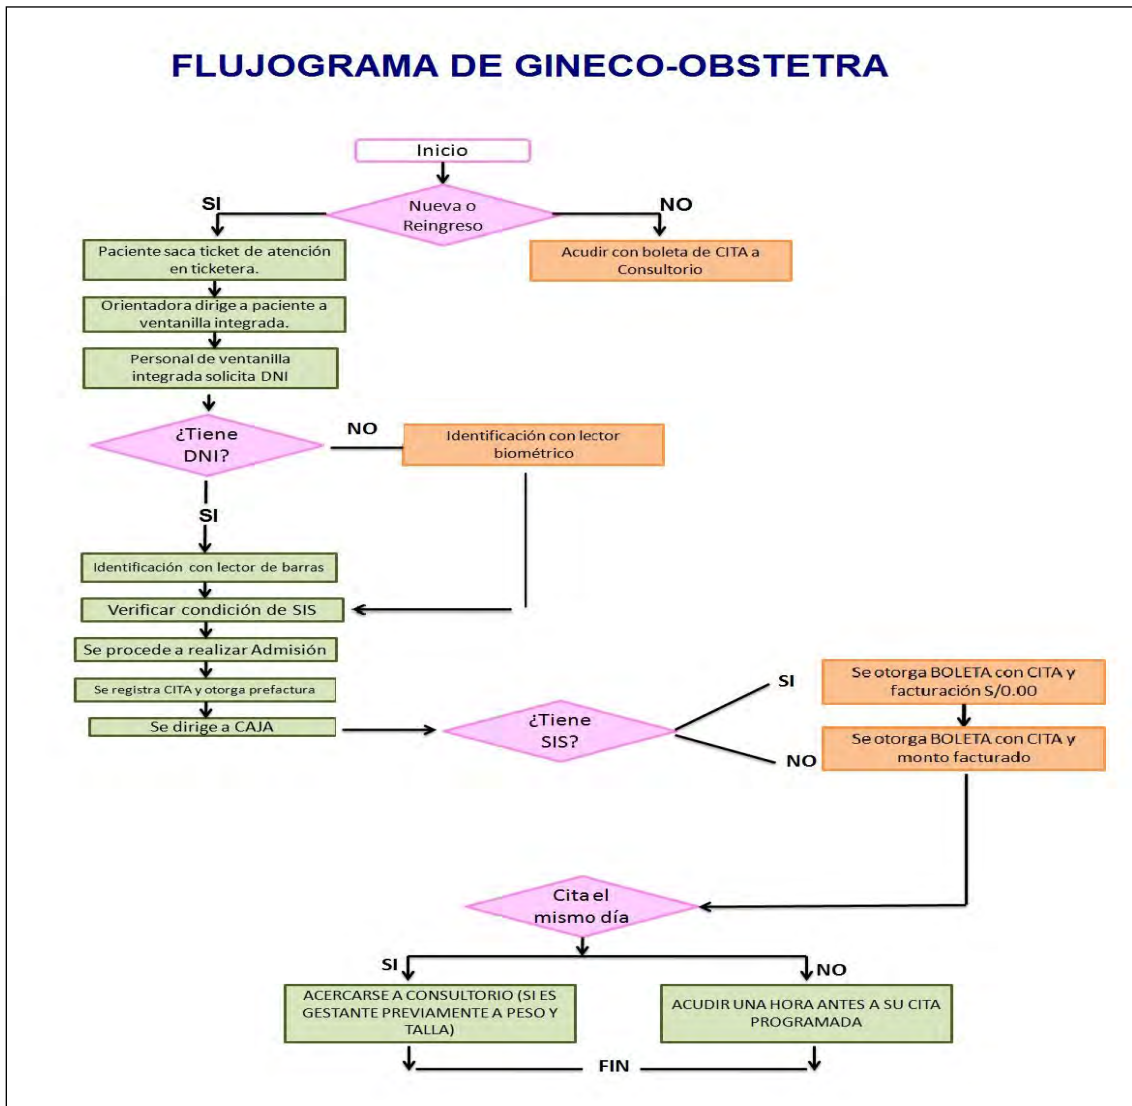 FLUJOGRAMA DE GINECO-OBSTETRA
Inicio
Nueva o
Reingreso
SI
NO
Paciente saca ticket de atención
en ticketera.
Acudir con boleta de CITA a
Consultorio
Orientadora dirige a paciente a
ventanilla integrada.
Personal de ventanilla
integrada solicita DNI
¿Tiene
DNI?
NO
Identificación con lector
biométrico
SI
Identificación con lector de barras
Verificar condición de SIS
Se procede a realizar Admisión
Se registra CITA y otorga prefactura
Se dirige a CAJA
¿Tiene
SIS?
SI
Se otorga BOLETA con CITA y
facturación S/0.00
NO
Se otorga BOLETA con CITA y
monto facturado
Cita el
mismo día
SI
NO
ACERCARSE A CONSULTORIO (SI ES
GESTANTE PREVIAMENTE A PESO Y
TALLA)
ACUDIR UNA HORA ANTES A SU CITA
PROGRAMADA
FIN